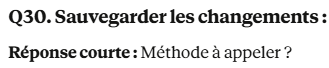 Q30. Sauvegarder les changements :
Réponse courte : Méthode à appeler ?